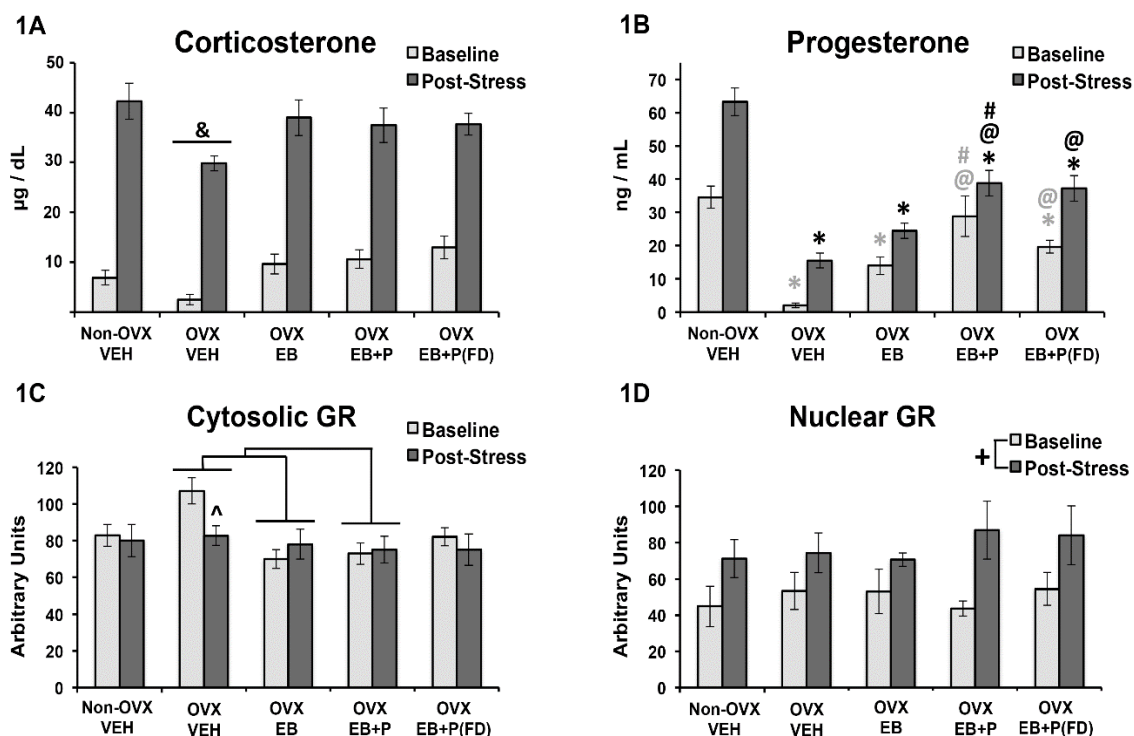 1A
Corticosterone
Baseline
Post-Stress
µg / dL
50
40
30
20
10
&
Non-OVX
VEH
OVX
VEH
OVX
EB
OVX
EB+P
OVX
EB+P(FD)
1B
Progesterone
Baseline
Post-Stress
ng / mL
70
60
50
40
30
20
10
0
*
*
*
*
#
@
#
@
*
@
*
@
*
Non-OVX
VEH
OVX
VEH
OVX
EB
OVX
EB+P
OVX
EB+P(FD)
1C
Cytosolic GR
Baseline
Post-Stress
Arbitrary Units
120
100
80
60
40
20
0
^
Non-OVX
VEH
OVX
VEH
OVX
EB
OVX
EB+P
OVX
EB+P(FD)
1D
Nuclear GR
+
Baseline
Post-Stress
Arbitrary Units
120
100
80
60
40
20
0
Non-OVX
VEH
OVX
VEH
OVX
EB
OVX
EB+P
OVX
EB+P(FD)